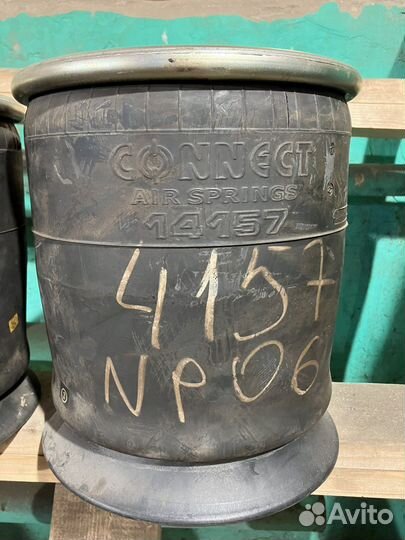 CONNECT
AIR SPRINGS
14157
4157
NP06
Avito